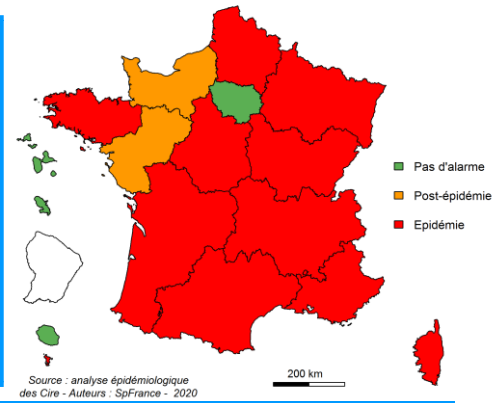 Pas d'alarme
Post-épidémie
Epidémie
200 km
Source : analyse épidémiologique
des Cire - Auteurs : SpFrance - 2020